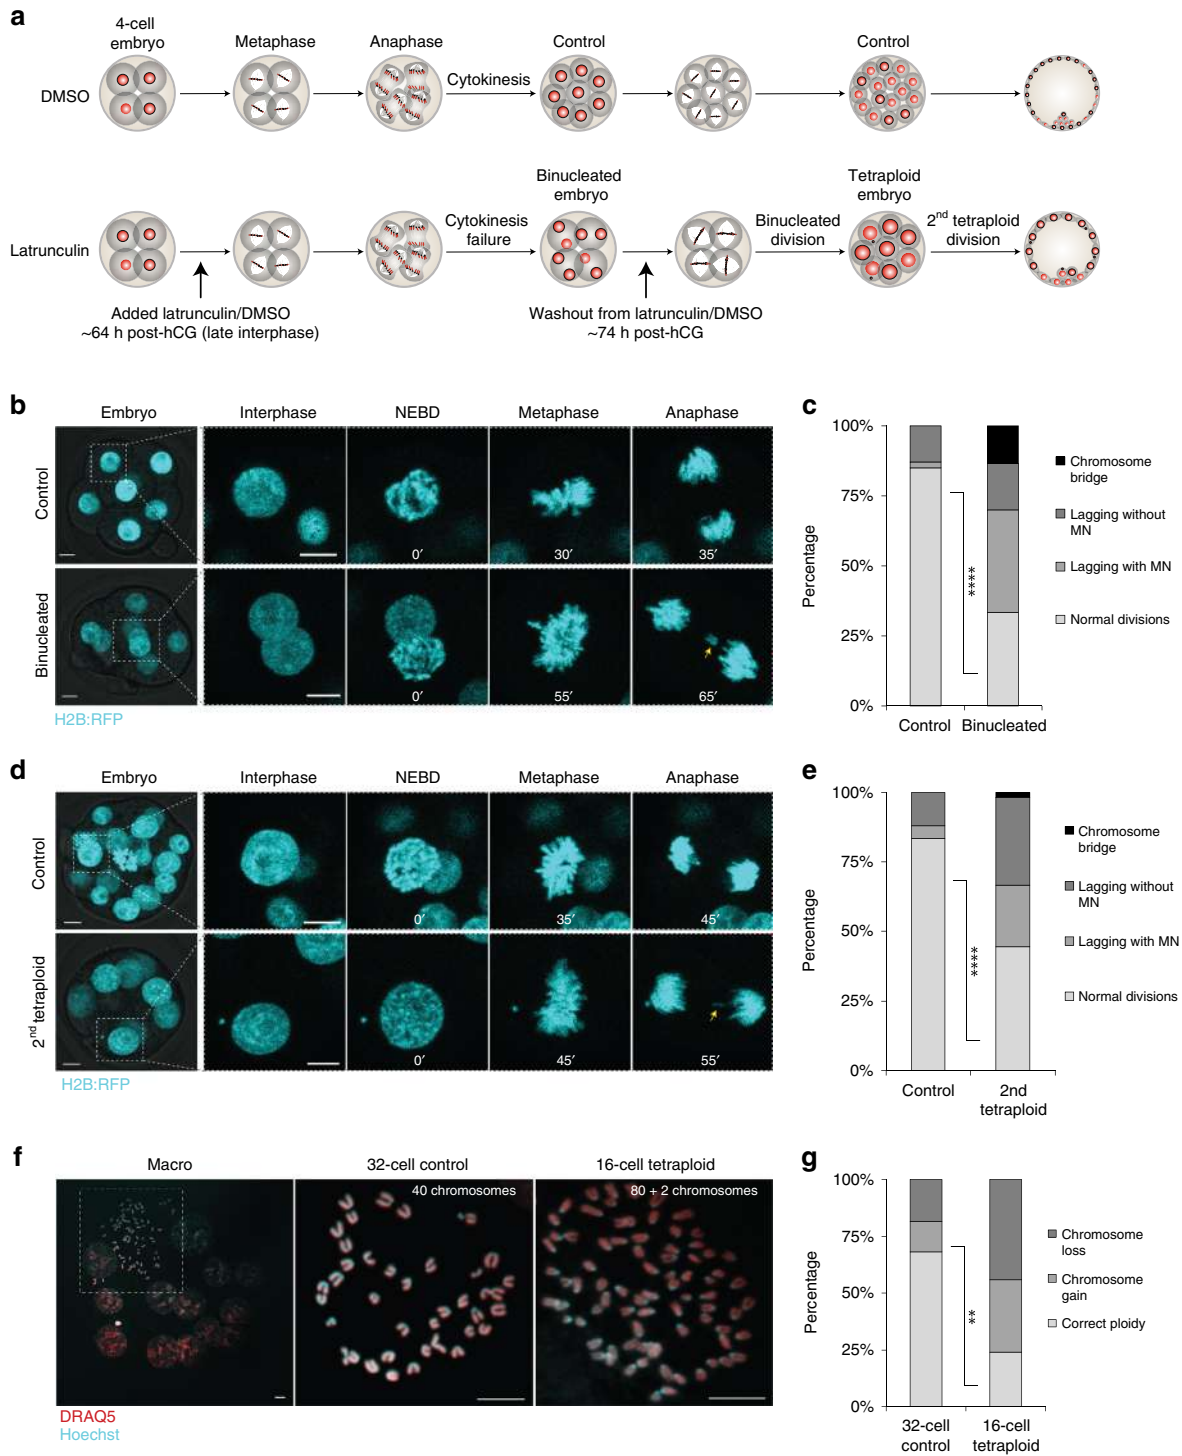 a
4-cell
embryo
Metaphase
Anaphase
Control
Control
DMSO
Cytokinesis
Binucleated
embryo
Tetraploid
embryo
Latrunculin
Cytokinesis
failure
Binucleated
division
2nd tetraploid
division
Added latrunculin/DMSO
~64 h post-hCG (late interphase)
Washout from latrunculin/DMSO
~74 h post-hCG
b
Embryo Interphase NEBD Metaphase Anaphase
Control
0′ 30′ 35′
Binucleated
0′ 55′ 65′
H2B:RFP
c
Percentage
100%
75%
50%
25%
0%
****
Control Binucleated
Chromosome
bridge
Lagging without
MN
Lagging with MN
Normal divisions
d
Embryo Interphase NEBD Metaphase Anaphase
Control
0′ 35′ 45′
2nd tetraploid
0′ 45′ 55′
H2B:RFP
e
Percentage
100%
75%
50%
25%
0%
****
Control 2nd
tetraploid
Chromosome
bridge
Lagging without
MN
Lagging with MN
Normal divisions
f
Macro 32-cell control 16-cell tetraploid
40 chromosomes 80 + 2 chromosomes
DRAQ5
Hoechst
g
Percentage
100%
75%
50%
25%
0%
**
32-cell
control
16-cell
tetraploid
Chromosome
loss
Chromosome
gain
Correct ploidy